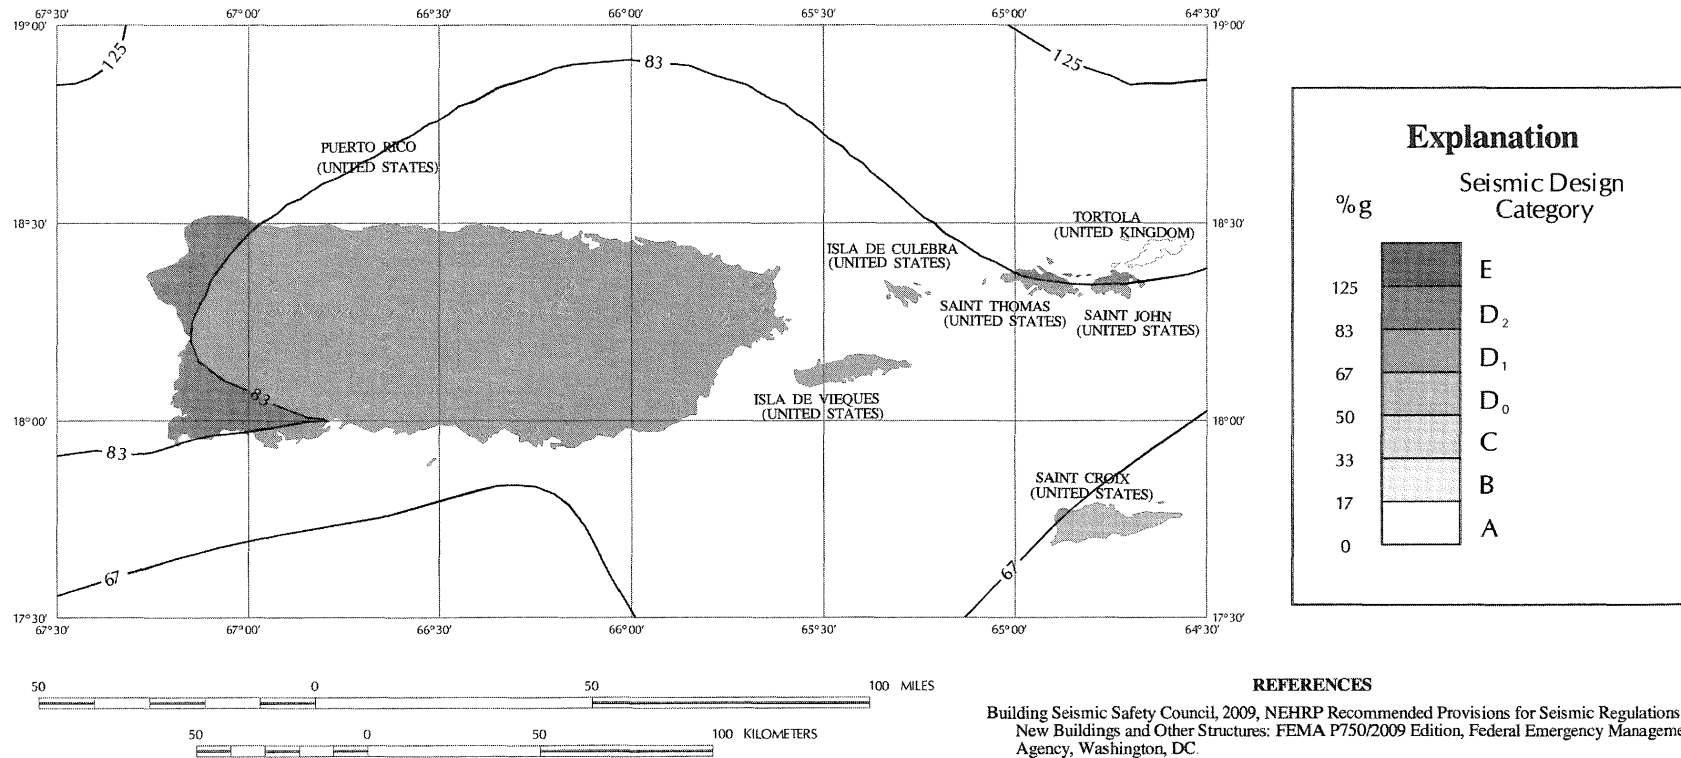 67°30′ 67°00′ 66°30′ 66°00′ 65°30′ 65°00′ 64°30′
19°00′ 19°00′
125 83 125
PUERTO RICO
(UNITED STATES)
18°30′ 18°30′
TORTOLA
(UNITED KINGDOM)
ISLA DE CULEBRA
(UNITED STATES)
SAINT THOMAS
(UNITED STATES)
SAINT JOHN
(UNITED STATES)
83
ISLA DE VIEQUES
(UNITED STATES)
18°00′ 18°00′
83
SAINT CROIX
(UNITED STATES)
67 67
17°30′ 17°30′
67°30′ 67°00′ 66°30′ 66°00′ 65°30′ 65°00′ 64°30′
Explanation
%g
Seismic Design
Category
E
125
D2
83
D1
67
D0
50
C
33
B
17
A
0
50 0 50 100 MILES
50 0 50 100 KILOMETERS
REFERENCES
Building Seismic Safety Council, 2009, NEHRP Recommended Provisions for Seismic Regulations
New Buildings and Other Structures: FEMA P750/2009 Edition, Federal Emergency Manageme
Agency, Washington, DC.